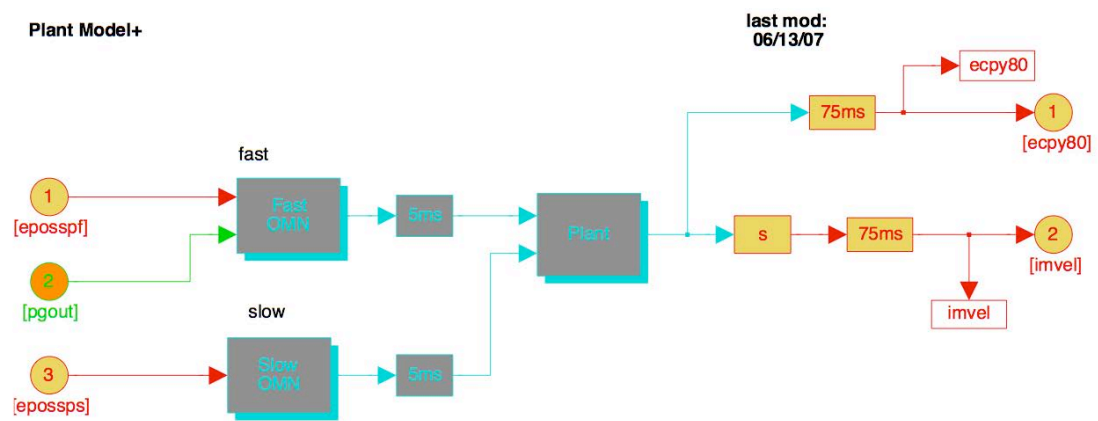 Plant Model+
last mod:
06/13/07
ecpy80
75ms
1
[ecpy80]
fast
1
[eposspf]
Fast
OMN
5ms
Plant
s
75ms
2
[imvel]
2
[pgout]
imvel
slow
3
[epossps]
Slow
OMN
5ms